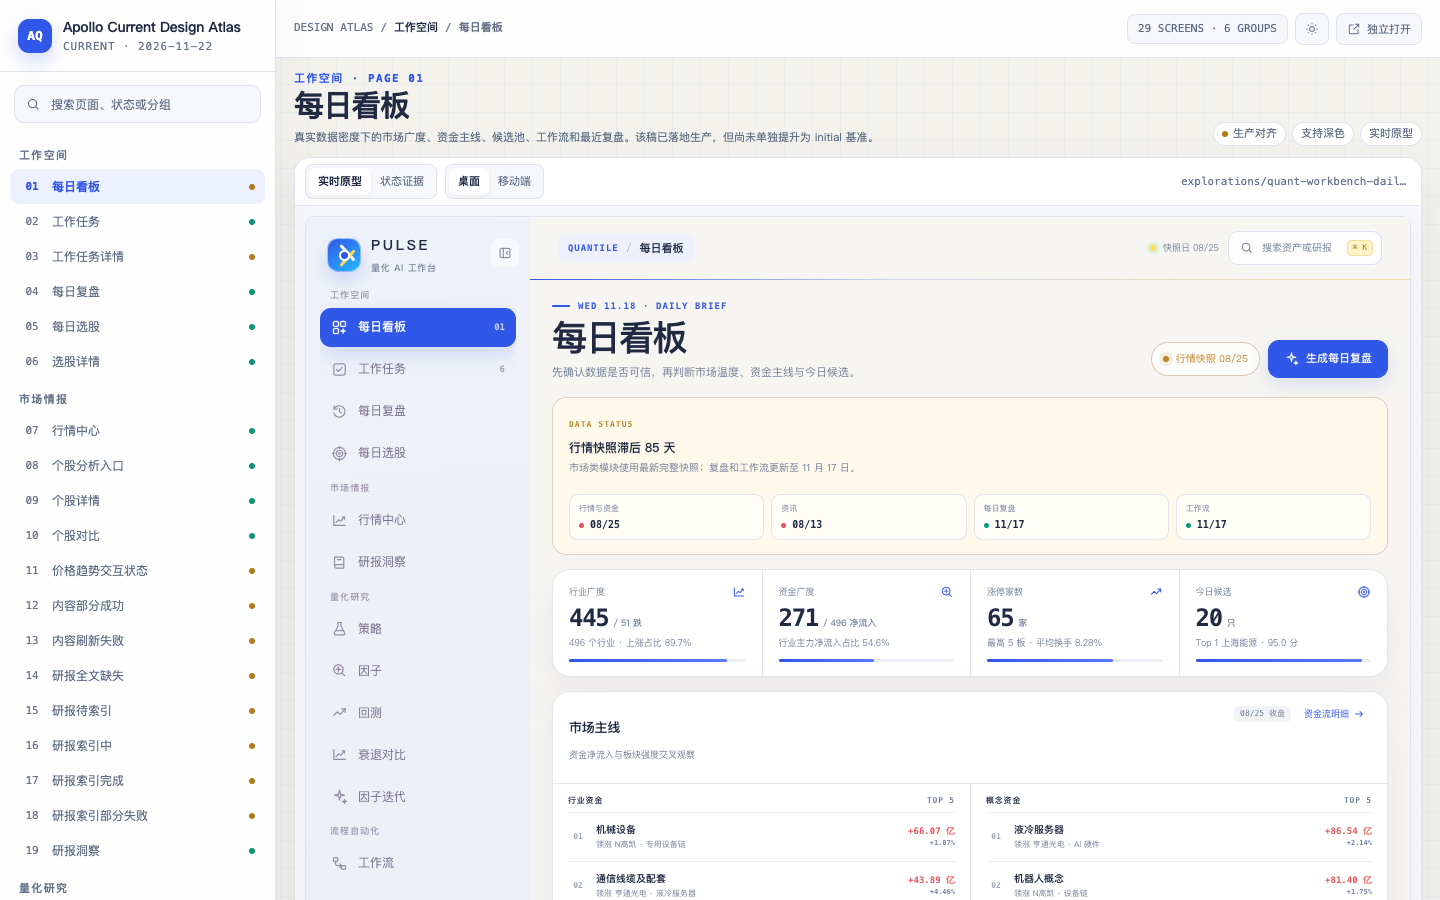 AQ
Apollo Current Design Atlas
CURRENT · 2026-11-22
搜索页面、状态或分组
工作空间
01 每日看板
02 工作任务
03 工作任务详情
04 每日复盘
05 每日选股
06 选股详情
市场情报
07 行情中心
08 个股分析入口
09 个股详情
10 个股对比
11 价格趋势交互状态
12 内容部分成功
13 内容刷新失败
14 研报全文缺失
15 研报待索引
16 研报索引中
17 研报索引完成
18 研报索引部分失败
19 研报洞察
量化研究
DESIGN ATLAS / 工作空间 / 每日看板
29 SCREENS · 6 GROUPS
独立打开
工作空间 · PAGE 01
每日看板
真实数据密度下的市场广度、资金主线、候选池、工作流和最近复盘。该稿已落地生产，但尚未单独提升为 initial 基准。
生产对齐
支持深色
实时原型
实时原型 状态证据
桌面 移动端
explorations/quant-workbench-dail…
PULSE
量化 AI 工作台
工作空间
每日看板 01
工作任务 6
每日复盘
每日选股
市场情报
行情中心
研报洞察
量化研究
策略
因子
回测
衰退对比
因子迭代
流程自动化
工作流
QUANTILE / 每日看板
快照日 08/25
搜索资产或研报 ⌘ K
WED 11.18 · DAILY BRIEF
每日看板
先确认数据是否可信，再判断市场温度、资金主线与今日候选。
行情快照 08/25
生成每日复盘
DATA STATUS
行情快照滞后 85 天
市场类模块使用最新完整快照；复盘和工作流更新至 11 月 17 日。
行情与资金
08/25
资讯
08/13
每日复盘
11/17
工作流
11/17
行业广度
445 / 51 跌
496 个行业 · 上涨占比 89.7%
资金广度
271 / 496 净流入
行业主力净流入占比 54.6%
涨停家数
65 家
最高 5 板 · 平均换手 8.28%
今日候选
20 只
Top 1 上海能源 · 95.0 分
市场主线
资金净流入与板块强度交叉观察
08/25 收盘
资金流明细 →
行业资金 TOP 5
01 机械设备 +66.07 亿
领涨 N高凯 · 专用设备链 +1.87%
02 通信线缆及配套 +43.89 亿
领涨 亨通光电 · 液冷服务器 +4.46%
概念资金 TOP 5
01 液冷服务器 +86.54 亿
领涨 亨通光电 · AI 硬件 +2.14%
02 机器人概念 +81.40 亿
领涨 N高凯 · 设备链 +1.75%